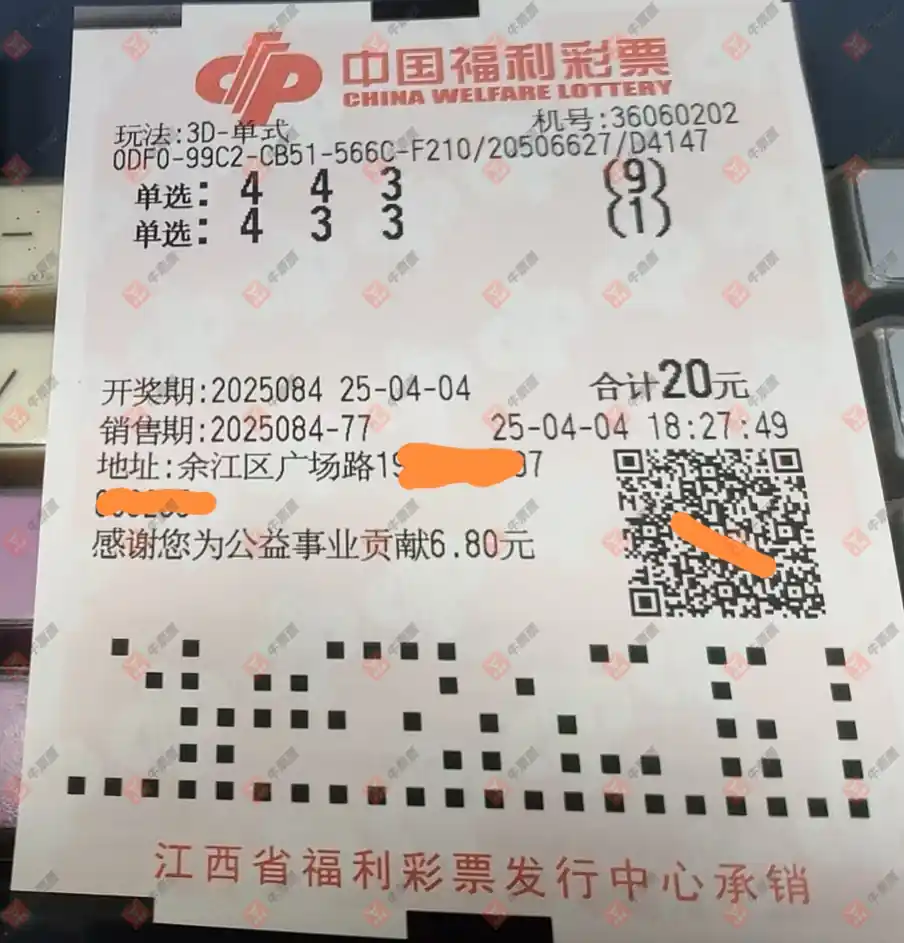 中国福利彩票
CHINA WELFARE LOTTERY
玩法:3D-单式 机号:36060202
0DF0-99C2-CB51-566C-F210/20506627/D4147
单选: 4 4 3 (9)
单选: 4 3 3 (1)
开奖期:2025084 25-04-04 合计20元
销售期:2025084-77 25-04-04 18:27:49
地址:余江区广场路19 07
感谢您为公益事业贡献6.80元
江西省福利彩票发行中心承销